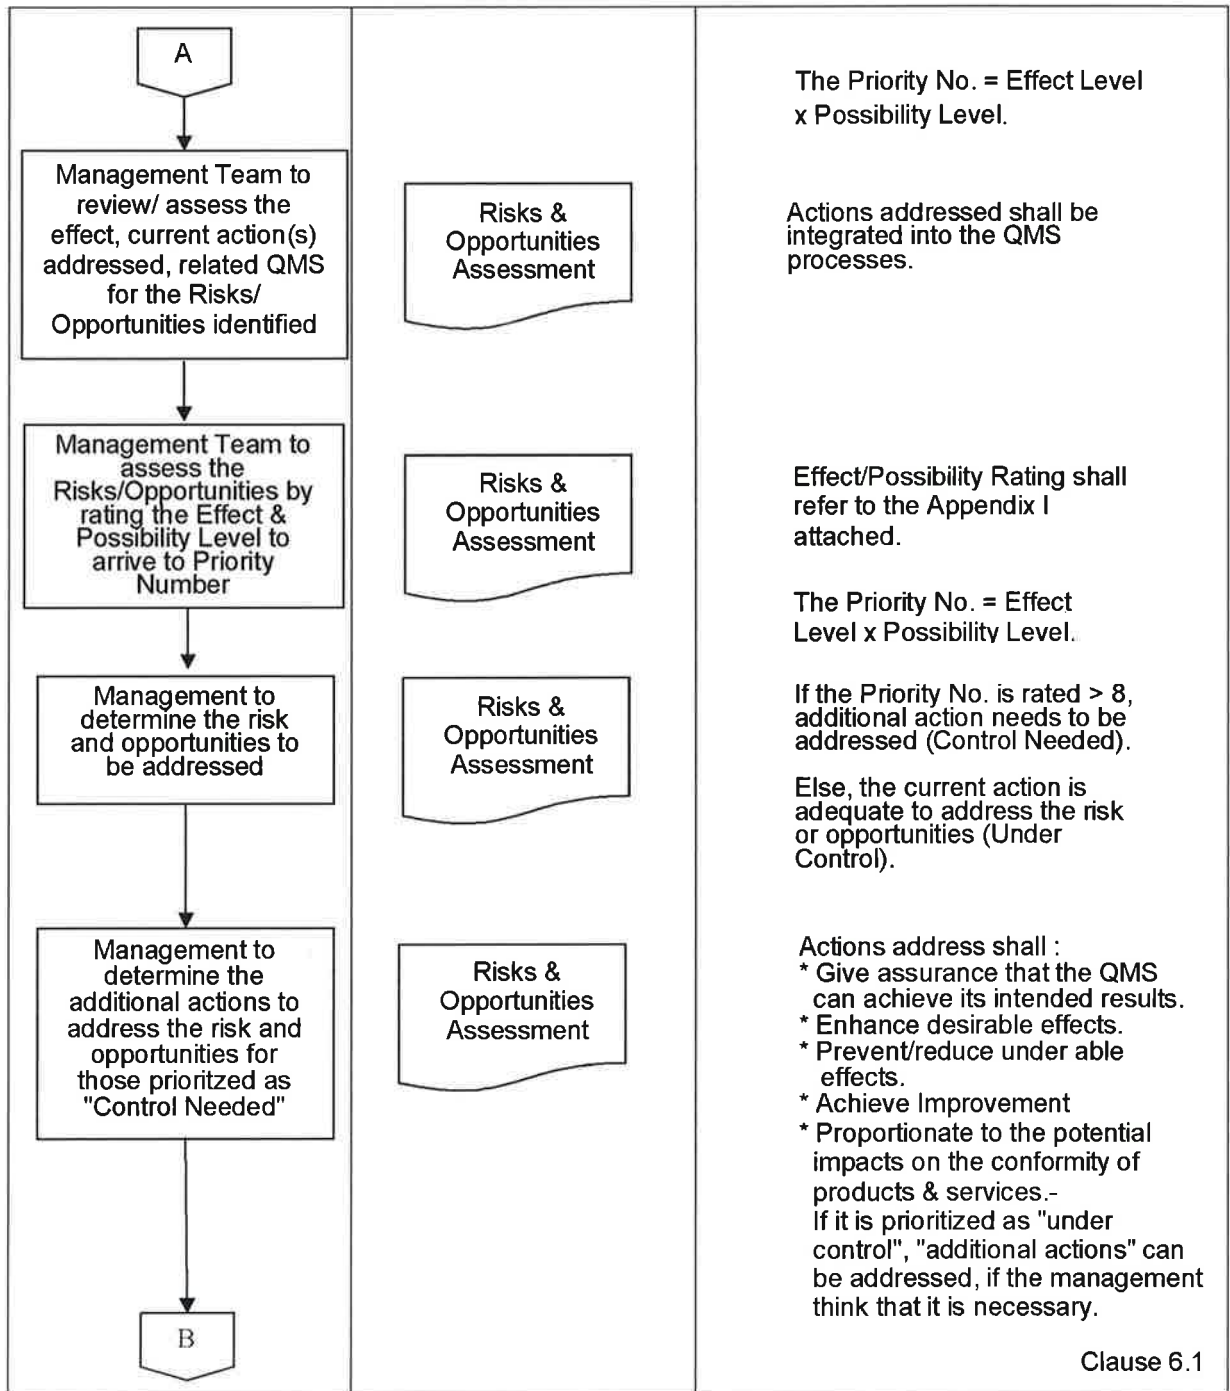 A
The Priority No. = Effect Level
x Possibility Level.
Management Team to
review/ assess the
effect, current action(s)
addressed, related QMS
for the Risks/
Opportunities identified
Risks &
Opportunities
Assessment
Actions addressed shall be
integrated into the QMS
processes.
Management Team to
assess the
Risks/Opportunities by
rating the Effect &
Possibility Level to
arrive to Priority
Number
Risks &
Opportunities
Assessment
Effect/Possibility Rating shall
refer to the Appendix I
attached.
The Priority No. = Effect
Level x Possibility Level.
Management to
determine the risk
and opportunities to
be addressed
Risks &
Opportunities
Assessment
If the Priority No. is rated > 8,
additional action needs to be
addressed (Control Needed).
Else, the current action is
adequate to address the risk
or opportunities (Under
Control).
Management to
determine the
additional actions to
address the risk and
opportunities for
those prioritzed as
"Control Needed"
Risks &
Opportunities
Assessment
Actions address shall :
* Give assurance that the QMS
can achieve its intended results.
* Enhance desirable effects.
* Prevent/reduce under able
effects.
* Achieve Improvement
* Proportionate to the potential
impacts on the conformity of
products & services.-
If it is prioritized as "under
control", "additional actions" can
be addressed, if the management
think that it is necessary.
B
Clause 6.1